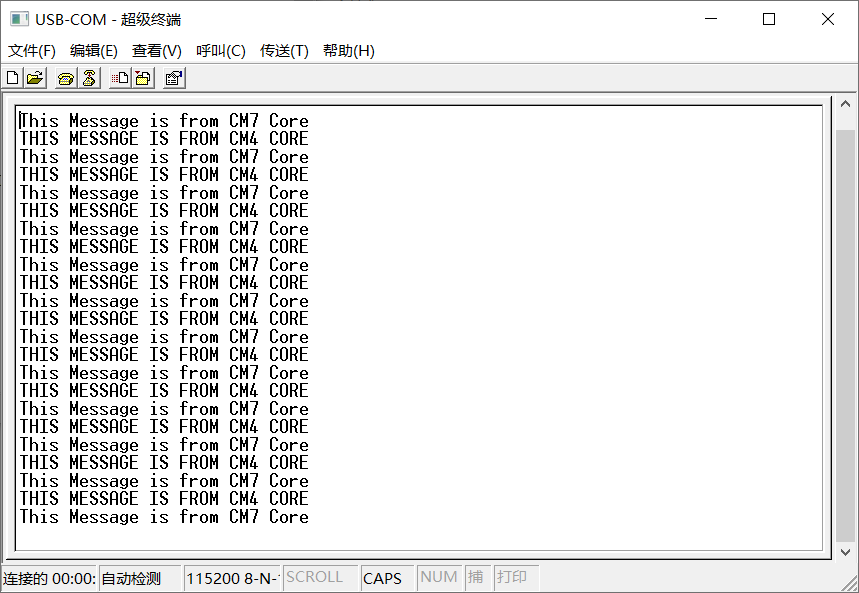 USB-COM - 超级终端
文件(F) 编辑(E) 查看(V) 呼叫(C) 传送(T) 帮助(H)
This Message is from CM7 Core
THIS MESSAGE IS FROM CM4 CORE
This Message is from CM7 Core
THIS MESSAGE IS FROM CM4 CORE
This Message is from CM7 Core
THIS MESSAGE IS FROM CM4 CORE
This Message is from CM7 Core
THIS MESSAGE IS FROM CM4 CORE
This Message is from CM7 Core
THIS MESSAGE IS FROM CM4 CORE
This Message is from CM7 Core
THIS MESSAGE IS FROM CM4 CORE
This Message is from CM7 Core
THIS MESSAGE IS FROM CM4 CORE
This Message is from CM7 Core
THIS MESSAGE IS FROM CM4 CORE
This Message is from CM7 Core
THIS MESSAGE IS FROM CM4 CORE
This Message is from CM7 Core
THIS MESSAGE IS FROM CM4 CORE
This Message is from CM7 Core
THIS MESSAGE IS FROM CM4 CORE
This Message is from CM7 Core
连接的 00:00: 自动检测 115200 8-N- SCROLL CAPS NUM 捕 打印